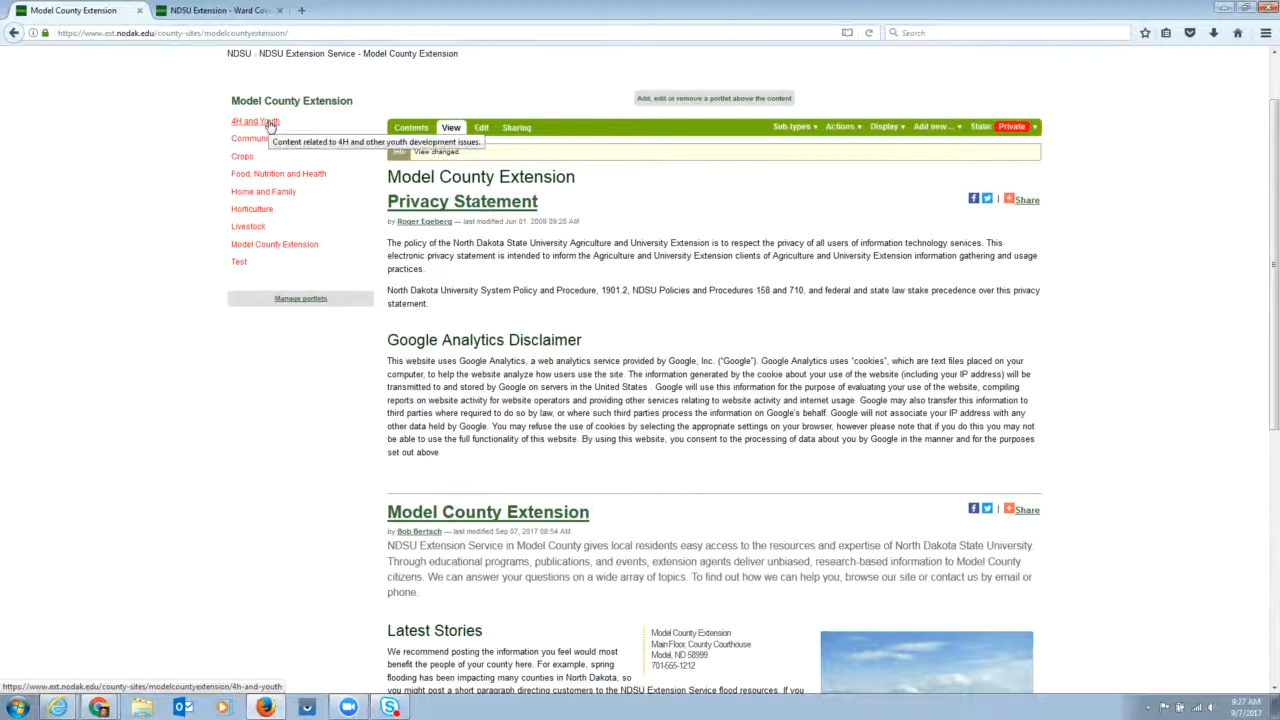 Model County Extension
NDSU Extension - Ward Cou
https://www.ext.nodak.edu/county-sites/modelcountyextension/
Search
NDSU › NDSU Extension Service - Model County Extension
Model County Extension
4H and Youth
Commun
Content related to 4H and other youth development issues.
Crops
Food, Nutrition and Health
Home and Family
Horticulture
Livestock
Model County Extension
Test
Manage portlets
Add, edit or remove a portlet above the content
Contents View Edit Sharing Sub-types Actions Display Add new… State: Private
Info View changed.
Model County Extension
Privacy Statement
| Share
by Roger Egeberg — last modified Jun 01, 2009 09:28 AM
The policy of the North Dakota State University Agriculture and University Extension is to respect the privacy of all users of information technology services. This
electronic privacy statement is intended to inform the Agriculture and University Extension clients of Agriculture and University Extension information gathering and usage
practices.
North Dakota University System Policy and Procedure, 1901.2, NDSU Policies and Procedures 158 and 710, and federal and state law stake precedence over this privacy
statement.
Google Analytics Disclaimer
This website uses Google Analytics, a web analytics service provided by Google, Inc. ("Google"). Google Analytics uses "cookies", which are text files placed on your
computer, to help the website analyze how users use the site. The information generated by the cookie about your use of the website (including your IP address) will be
transmitted to and stored by Google on servers in the United States . Google will use this information for the purpose of evaluating your use of the website, compiling
reports on website activity for website operators and providing other services relating to website activity and internet usage. Google may also transfer this information to
third parties where required to do so by law, or where such third parties process the information on Google's behalf. Google will not associate your IP address with any
other data held by Google. You may refuse the use of cookies by selecting the appropriate settings on your browser, however please note that if you do this you may not
be able to use the full functionality of this website. By using this website, you consent to the processing of data about you by Google in the manner and for the purposes
set out above
Model County Extension
| Share
by Bob Bertsch — last modified Sep 07, 2017 08:54 AM
NDSU Extension Service in Model County gives local residents easy access to the resources and expertise of North Dakota State University.
Through educational programs, publications, and events, extension agents deliver unbiased, research-based information to Model County
citizens. We can answer your questions on a wide array of topics. To find out how we can help you, browse our site or contact us by email or
phone.
Latest Stories
We recommend posting the information you feel would most
benefit the people of your county here. For example, spring
flooding has been impacting many counties in North Dakota, so
you might post a short paragraph directing customers to the NDSU Extension Service flood resources. If you
Model County Extension
Main Floor, County Courthouse
Model, ND 58999
701-555-1212
https://www.ext.nodak.edu/county-sites/modelcountyextension/4h-and-youth
9:27 AM
9/7/2017